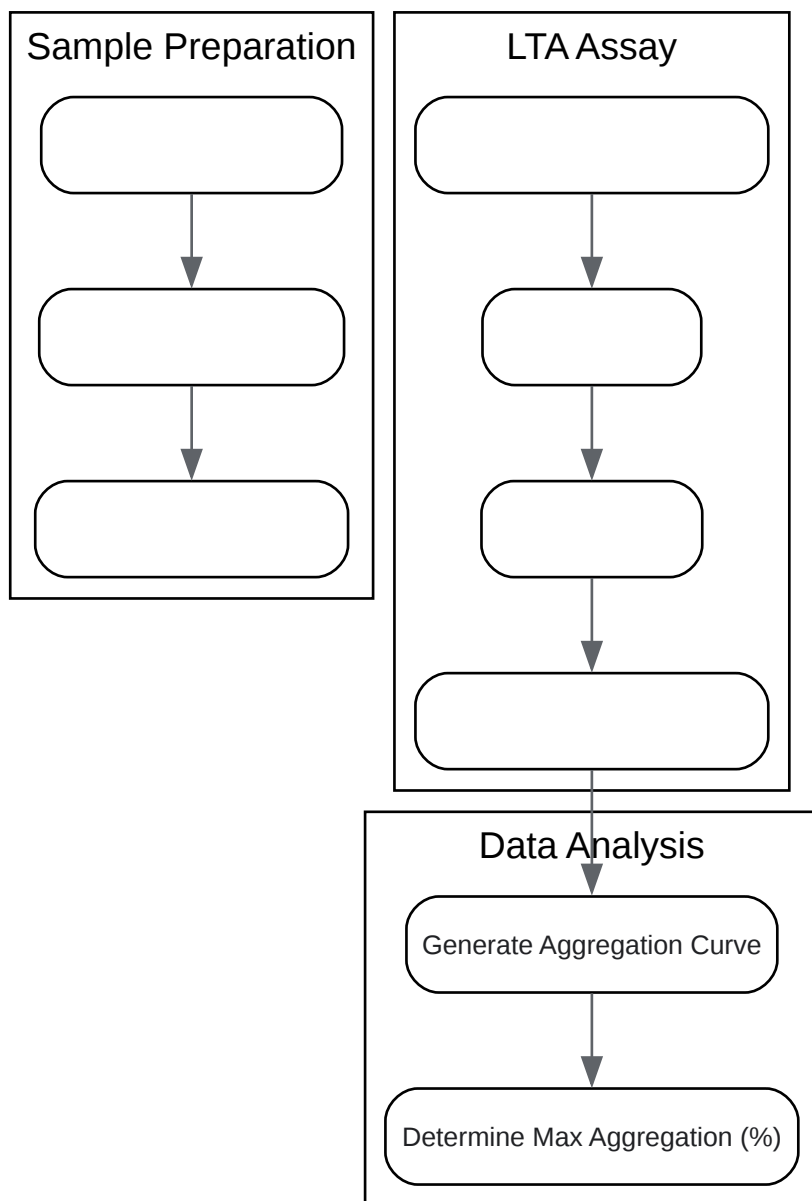 Sample Preparation
LTA Assay
Data Analysis
Generate Aggregation Curve
Determine Max Aggregation (%)